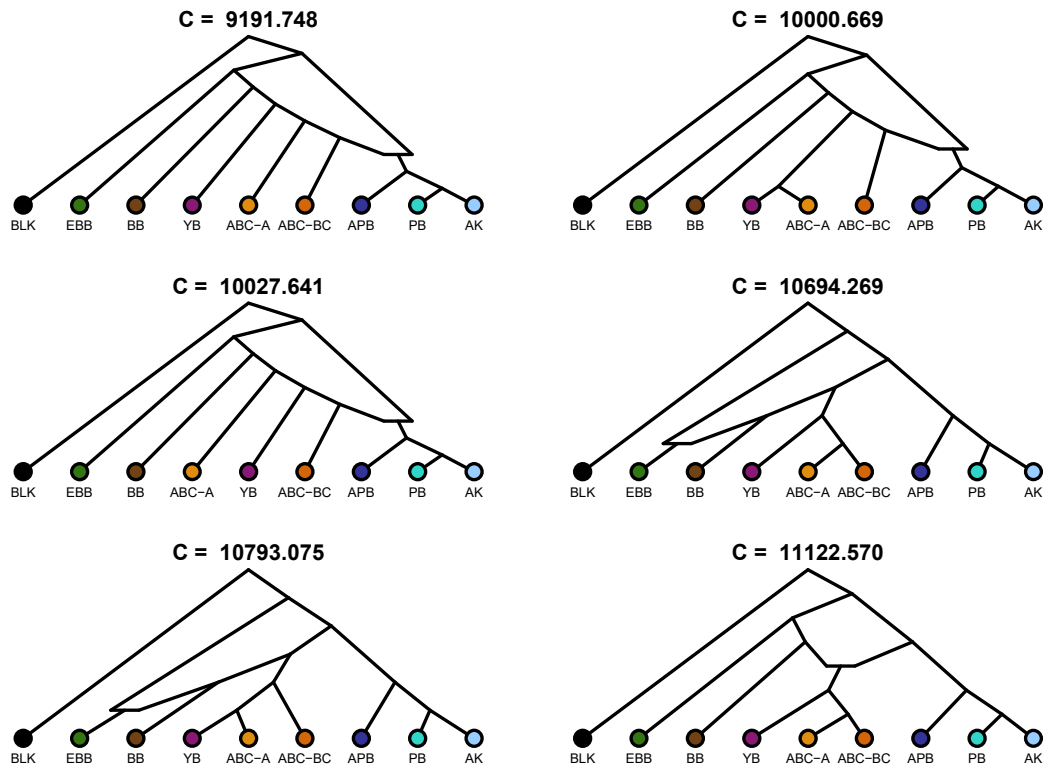 C = 9191.748
BLK EBB BB YB ABC−A ABC−BC APB PB AK
C = 10000.669
BLK EBB BB YB ABC−A ABC−BC APB PB AK
C = 10027.641
BLK EBB BB ABC−A YB ABC−BC APB PB AK
C = 10694.269
BLK EBB BB YB ABC−A ABC−BC APB PB AK
C = 10793.075
BLK EBB BB YB ABC−A ABC−BC APB PB AK
C = 11122.570
BLK EBB BB YB ABC−A ABC−BC APB PB AK